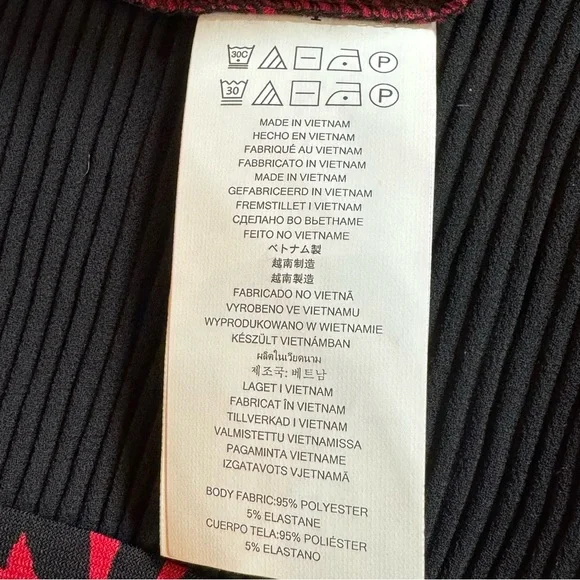 30C P
30 P
MADE IN VIETNAM
HECHO EN VIETNAM
FABRIQUÉ AU VIETNAM
FABBRICATO IN VIETNAM
MADE IN VIETNAM
GEFABRICEERD IN VIETNAM
FREMSTILLET I VIETNAM
СДЕЛАНО ВО ВЬЕТНАМЕ
FEITO NO VIETNAME
ベトナム製
越南制造
越南製造
FABRICADO NO VIETNÃ
VYROBENO VE VIETNAMU
WYPRODUKOWANO W WIETNAMIE
KÉSZÜLT VIETNÁMBAN
ผลิตในเวียดนาม
제조국: 베트남
LAGET I VIETNAM
FABRICAT ÎN VIETNAM
TILLVERKAD I VIETNAM
VALMISTETTU VIETNAMISSA
PAGAMINTA VIETNAME
IZGATAVOTS VJETNAMĀ
BODY FABRIC:95% POLYESTER
5% ELASTANE
CUERPO TELA:95% POLIÉSTER
5% ELASTANO